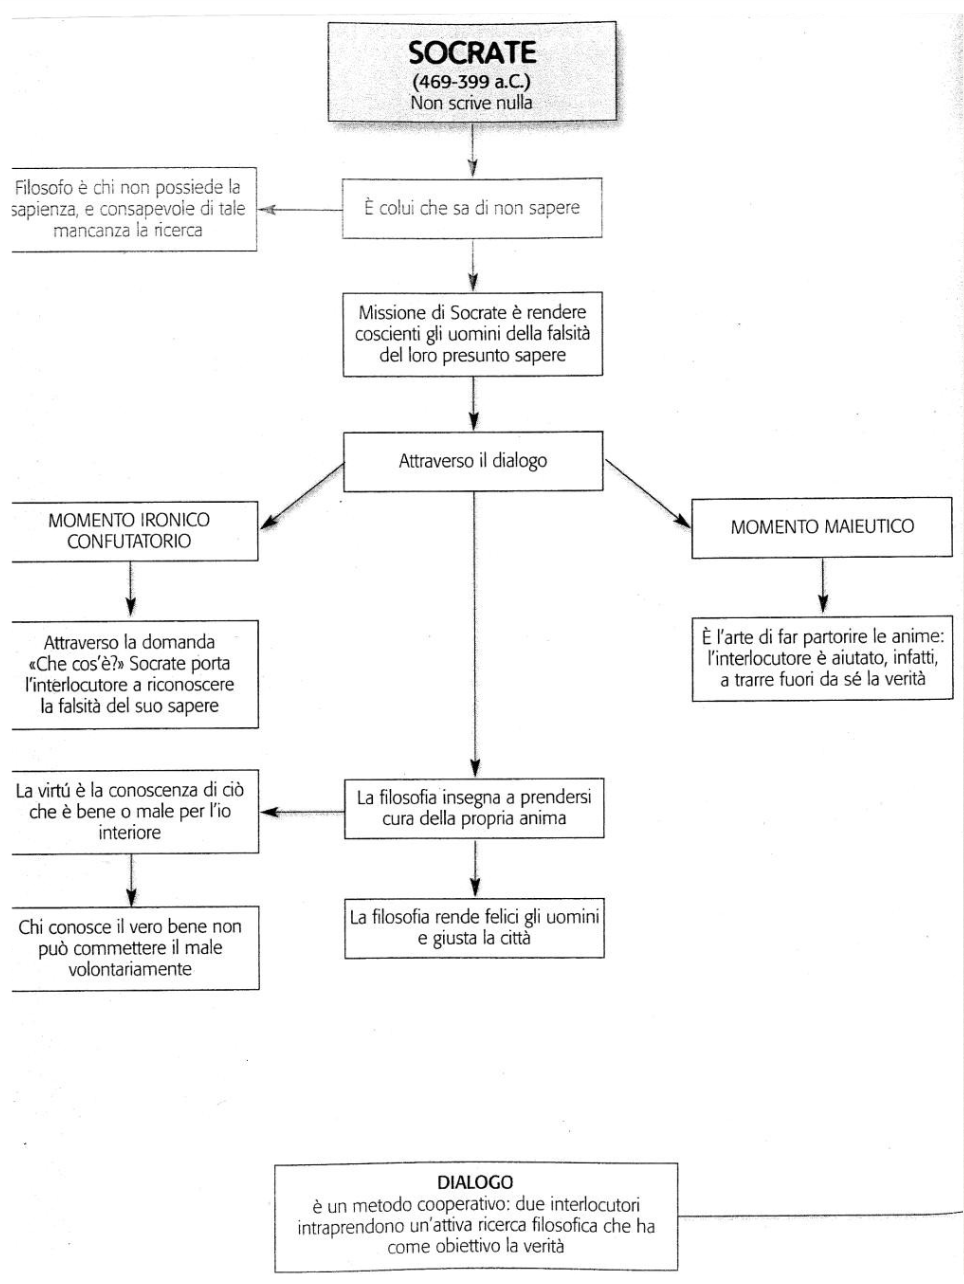 SOCRATE
(469-399 a.C.)
Non scrive nulla
Filosofo è chi non possiede la
sapienza, e consapevole di tale
mancanza la ricerca
È colui che sa di non sapere
Missione di Socrate è rendere
coscienti gli uomini della falsità
del loro presunto sapere
Attraverso il dialogo
MOMENTO IRONICO
CONFUTATORIO
MOMENTO MAIEUTICO
Attraverso la domanda
«Che cos'è?» Socrate porta
l'interlocutore a riconoscere
la falsità del suo sapere
È l'arte di far partorire le anime:
l'interlocutore è aiutato, infatti,
a trarre fuori da sé la verità
La virtú è la conoscenza di ciò
che è bene o male per l'io
interiore
La filosofia insegna a prendersi
cura della propria anima
Chi conosce il vero bene non
può commettere il male
volontariamente
La filosofia rende felici gli uomini
e giusta la città
DIALOGO
è un metodo cooperativo: due interlocutori
intraprendono un'attiva ricerca filosofica che ha
come obiettivo la verità